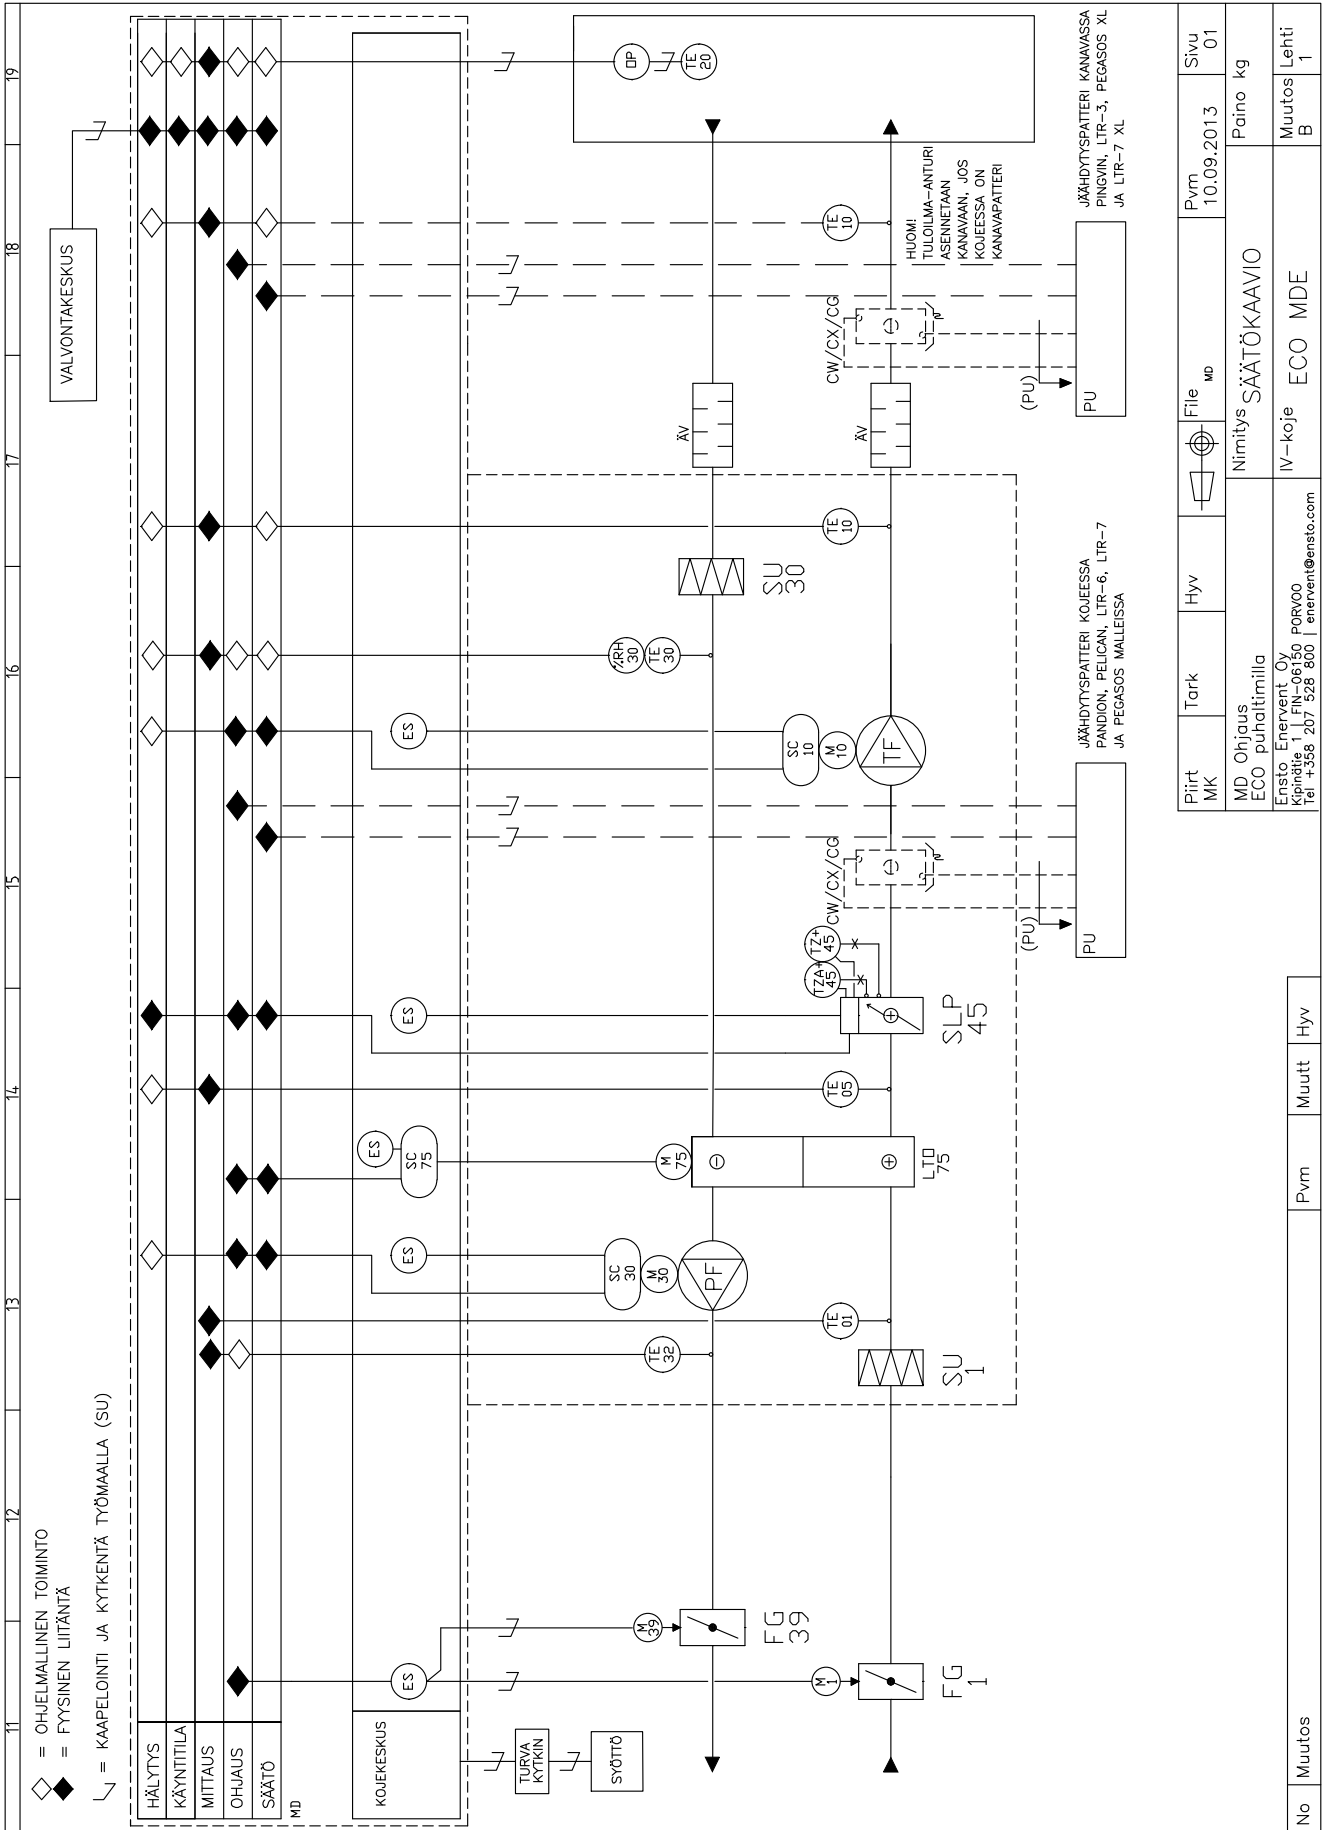 11
12
13
14
15
16
17
18
19
= OHJELMALLINEN TOIMINTO
= FYYSINEN LIITÄNTÄ
= KAAPELOINTI JA KYTKENTÄ TYÖMAALLA (SU)
VALVONTAKESKUS
HÄLYTYS
KÄYNTITILA
MITTAUS
OHJAUS
SÄÄTÖ
MD
KOJEKESKUS
ES
ES
ES
SC
75
ES
ES
ES
TURVA
KYTKIN
SYÖTTÖ
M
39
FG
39
TE
32
SC
30
M
30
PF
M
75
%RH
30
TE
30
SU
30
ÄV
OP
TE
20
M
1
FG
1
SU
1
TE
01
LTO
75
TE
05
SLP
45
TZA+
45
TZ+
45
CW/CX/CG
SC
10
M
10
TF
TE
10
ÄV
CW/CX/CG
TE
10
HUOM!
TULOILMA-ANTURI
ASENNETAAN
KANAVAAN, JOS
KOJEESSA ON
KANAVAPATTERI
(PU)
PU
JÄÄHDYTYSPATTERI KOJEESSA
PANDION, PELICAN, LTR-6, LTR-7
JA PEGASOS MALLEISSA
(PU)
PU
JÄÄHDYTYSPATTERI KANAVASSA
PINGVIN, LTR-3, PEGASOS XL
JA LTR-7 XL
Piirt
MK
Tark
Hyv
File MD
Pvm
10.09.2013
Sivu
01
MD Ohjaus
ECO puhaltimilla
Nimitys SÄÄTÖKAAVIO
Paino kg
Ensto Enervent Oy
Kipinätie 1 | FIN-06150 PORVOO
Tel +358 207 528 800 | enervent@ensto.com
IV-koje ECO MDE
Muutos
B
Lehti
1
No
Muutos
Pvm
Muutt
Hyv